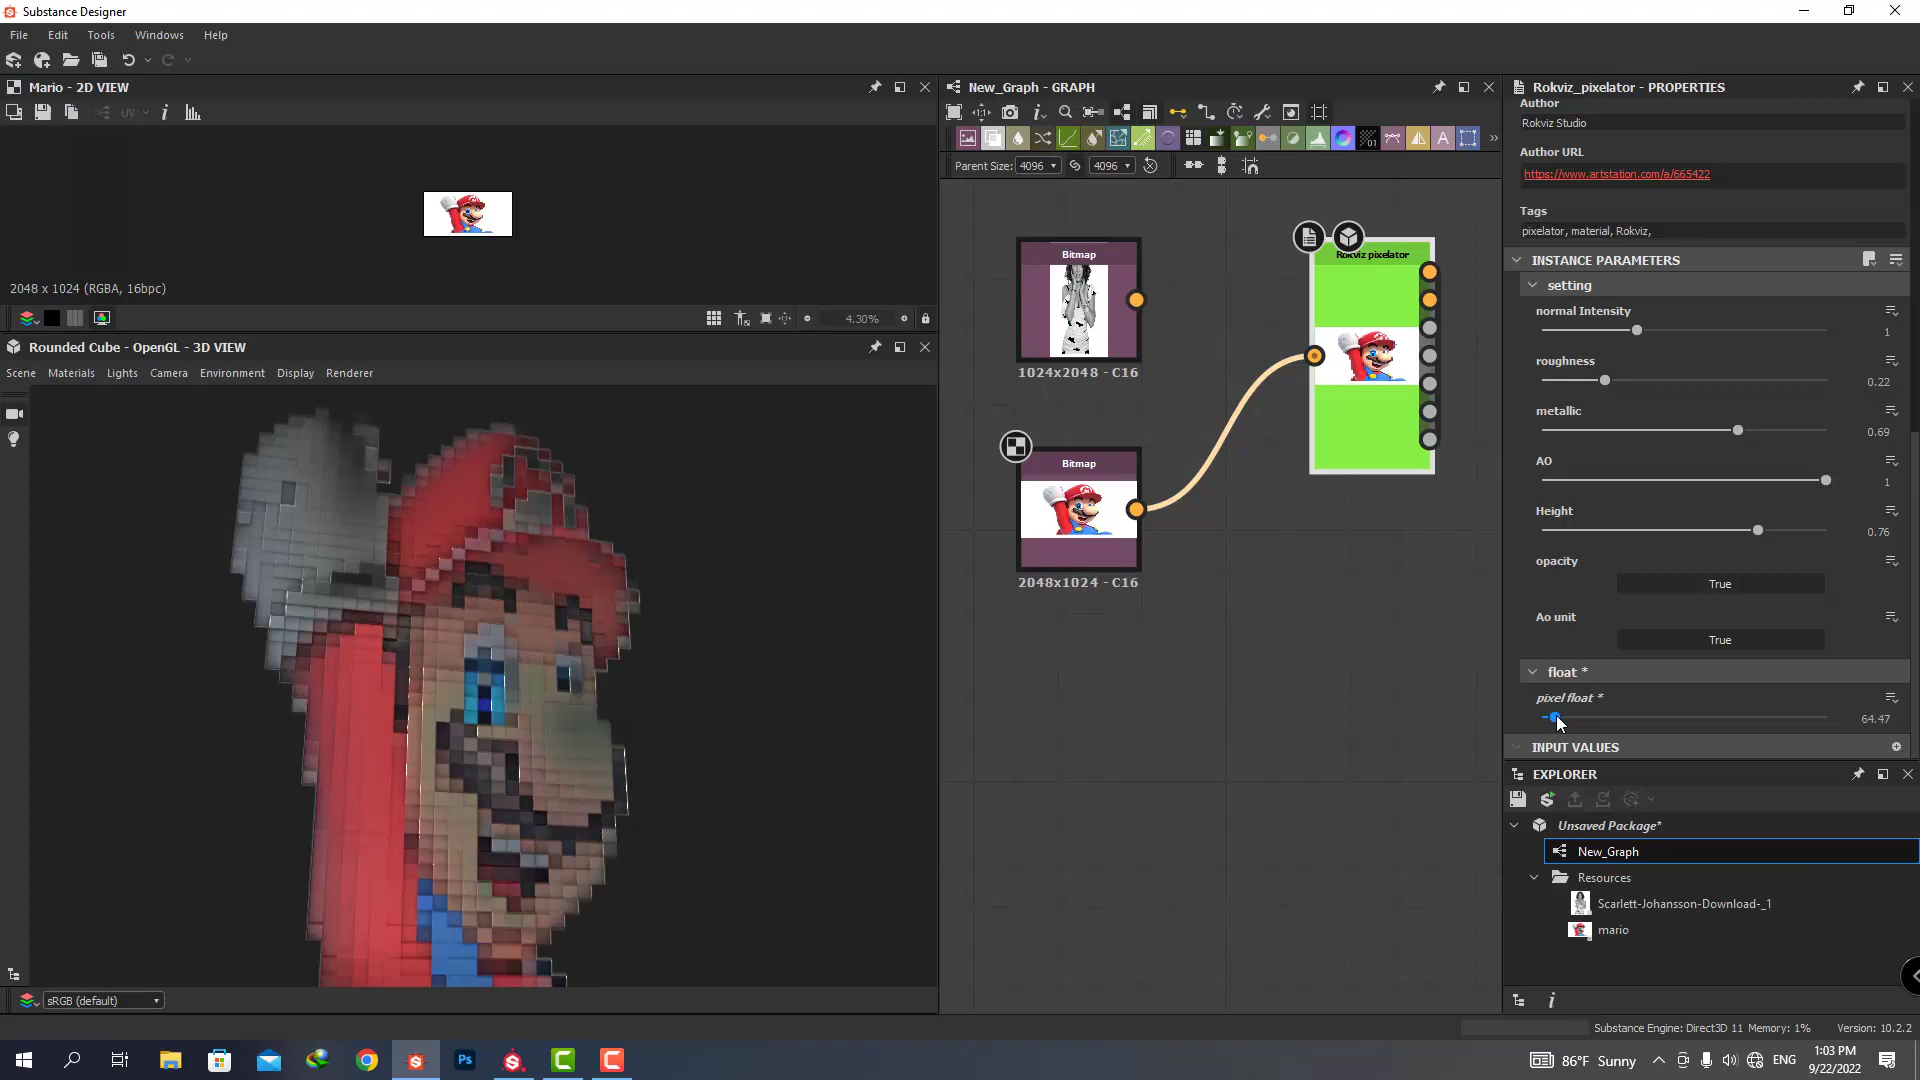 Substance Designer
File Edit Tools Windows Help
Mario - 2D VIEW
UV
2048 x 1024 (RGBA, 16bpc)
4.30%
Rounded Cube - OpenGL - 3D VIEW
Scene Materials Lights Camera Environment Display Renderer
sRGB (default)
New_Graph - GRAPH
Parent Size: 4096 4096
Bitmap
1024x2048 - C16
Bitmap
2048x1024 - C16
Rokviz pixelator
Rokviz_pixelator - PROPERTIES
Author
Rokviz Studio
Author URL
https://www.artstation.com/a/665422
Tags
pixelator, material, Rokviz,
INSTANCE PARAMETERS
setting
normal Intensity
1
roughness
0.22
metallic
0.69
AO
1
Height
0.76
opacity
True
Ao unit
True
float *
pixel float *
64.47
INPUT VALUES
EXPLORER
Unsaved Package*
New_Graph
Resources
Scarlett-Johansson-Download-_1
mario
Substance Engine: Direct3D 11 Memory: 1% Version: 10.2.2
Ps
86°F Sunny
ENG
1:03 PM
9/22/2022